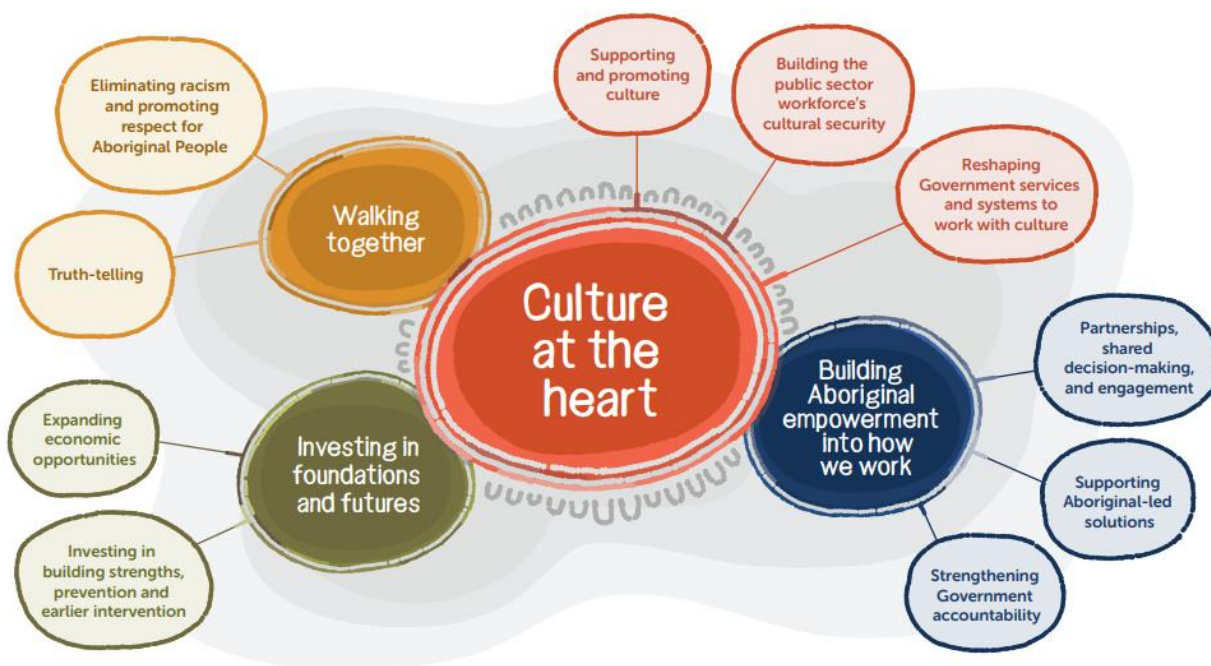 Eliminating racism
and promoting
respect for
Aboriginal People
Truth-telling
Walking
together
Supporting
and promoting
culture
Building the
public sector
workforce's
cultural security
Reshaping
Government services
and systems to
work with culture
Culture
at the
heart
Expanding
economic
opportunities
Investing in
building strengths,
prevention and
earlier intervention
Investing in
foundations
and futures
Building
Aboriginal
empowerment
into how
we work
Partnerships,
shared
decision-making,
and engagement
Supporting
Aboriginal-led
solutions
Strengthening
Government
accountability